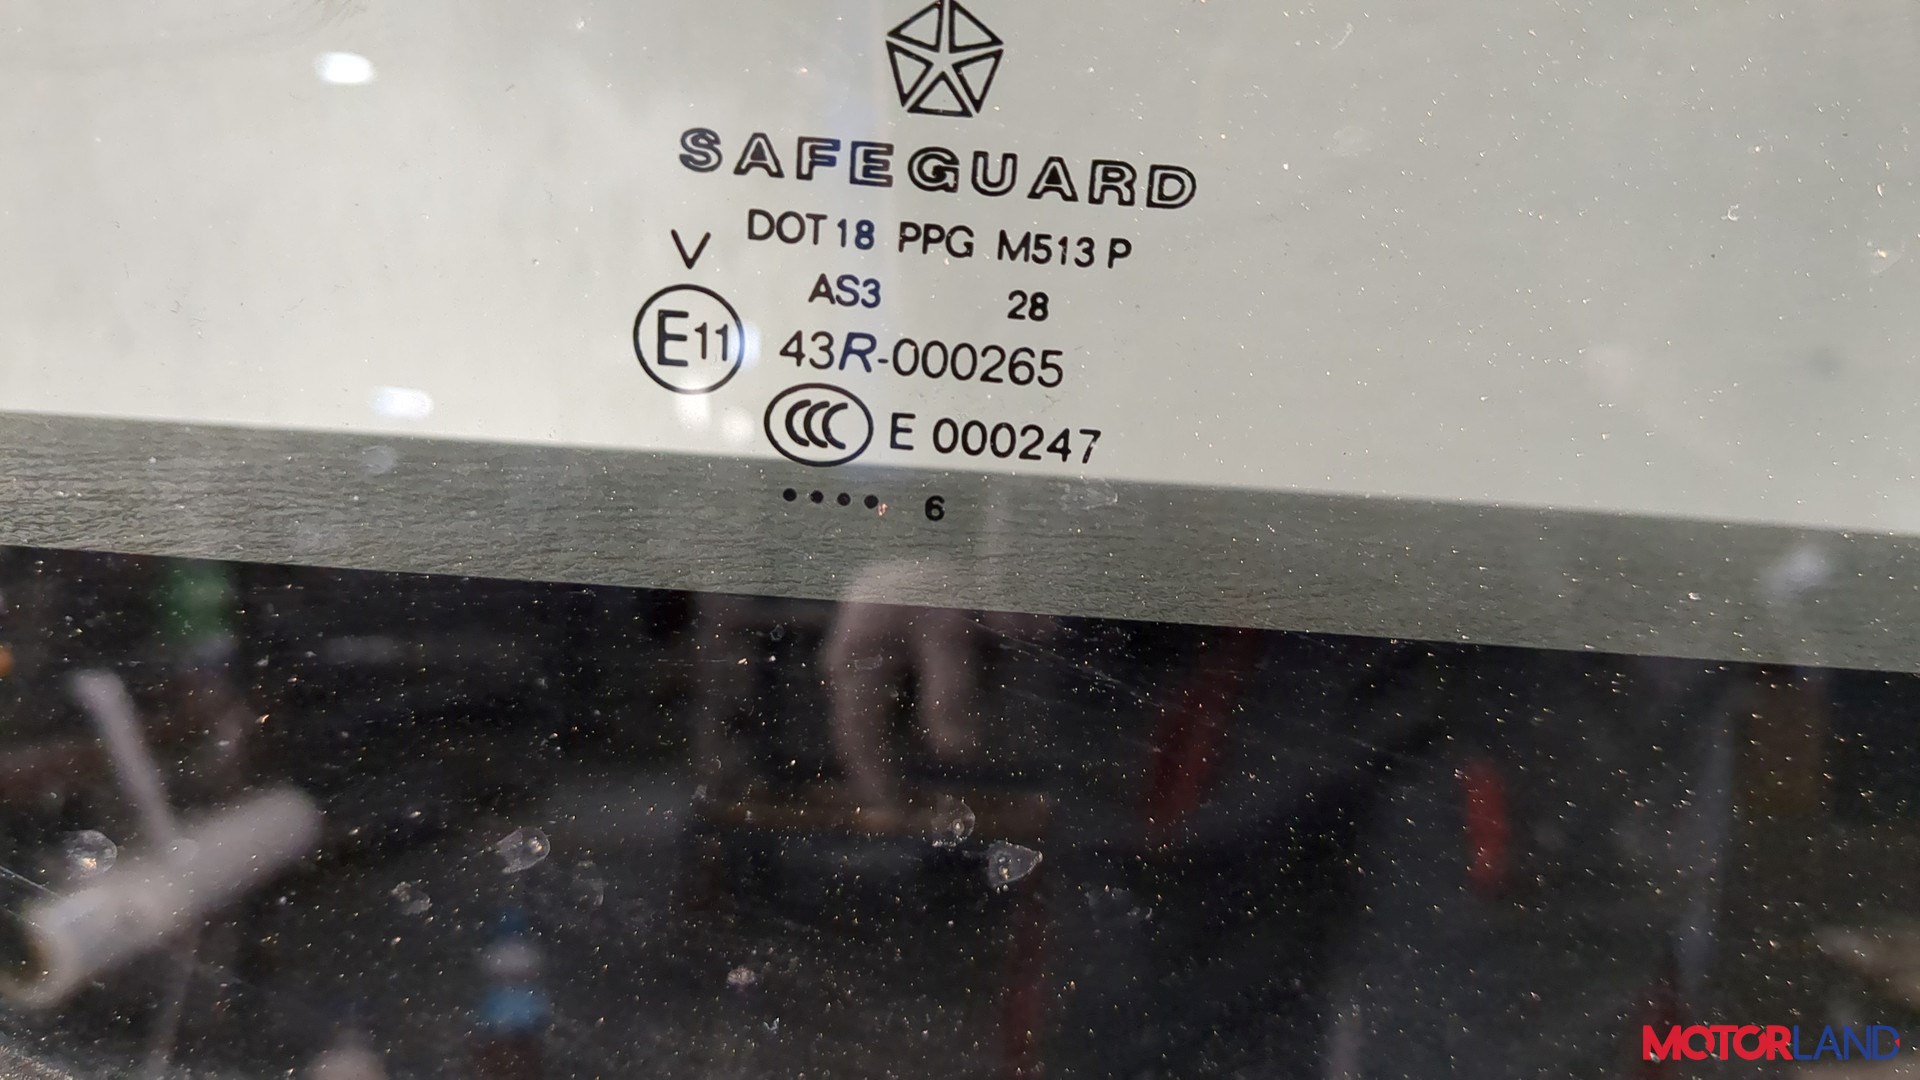 SAFEGUARD
DOT 18 PPG M513 P
V
AS3 28
E11 43R-000265
CCC E 000247
.... 6
MOTORLAND